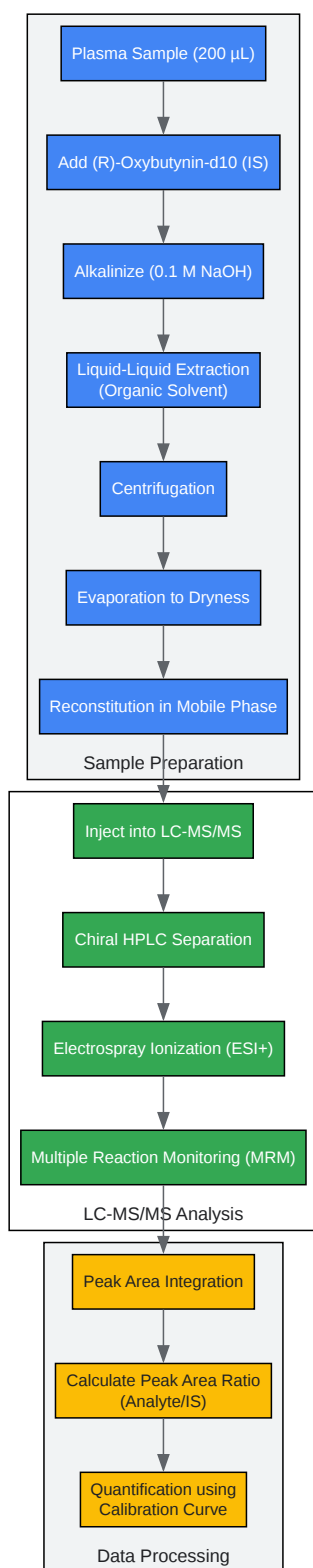 Plasma Sample (200 µL)
Add (R)-Oxybutynin-d10 (IS)
Alkalinize (0.1 M NaOH)
Liquid-Liquid Extraction
(Organic Solvent)
Centrifugation
Evaporation to Dryness
Reconstitution in Mobile Phase
Sample Preparation
Inject into LC-MS/MS
Chiral HPLC Separation
Electrospray Ionization (ESI+)
Multiple Reaction Monitoring (MRM)
LC-MS/MS Analysis
Peak Area Integration
Calculate Peak Area Ratio
(Analyte/IS)
Quantification using
Calibration Curve
Data Processing